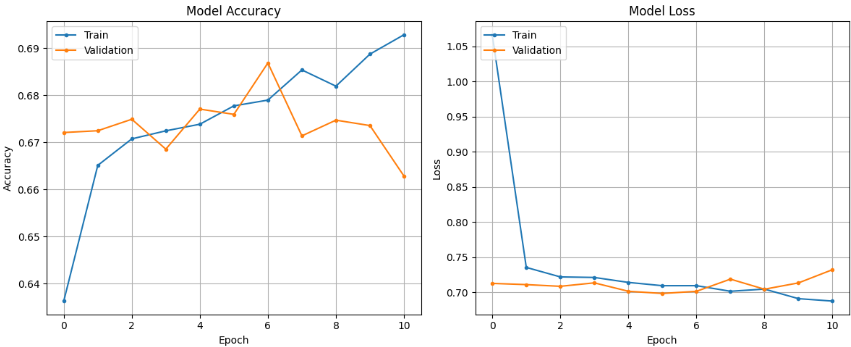 Model Accuracy
Train
Validation
0.69
0.68
0.67
0.66
0.65
0.64
Accuracy
0 2 4 6 8 10
Epoch
Model Loss
Train
Validation
1.05
1.00
0.95
0.90
0.85
0.80
0.75
0.70
Loss
0 2 4 6 8 10
Epoch